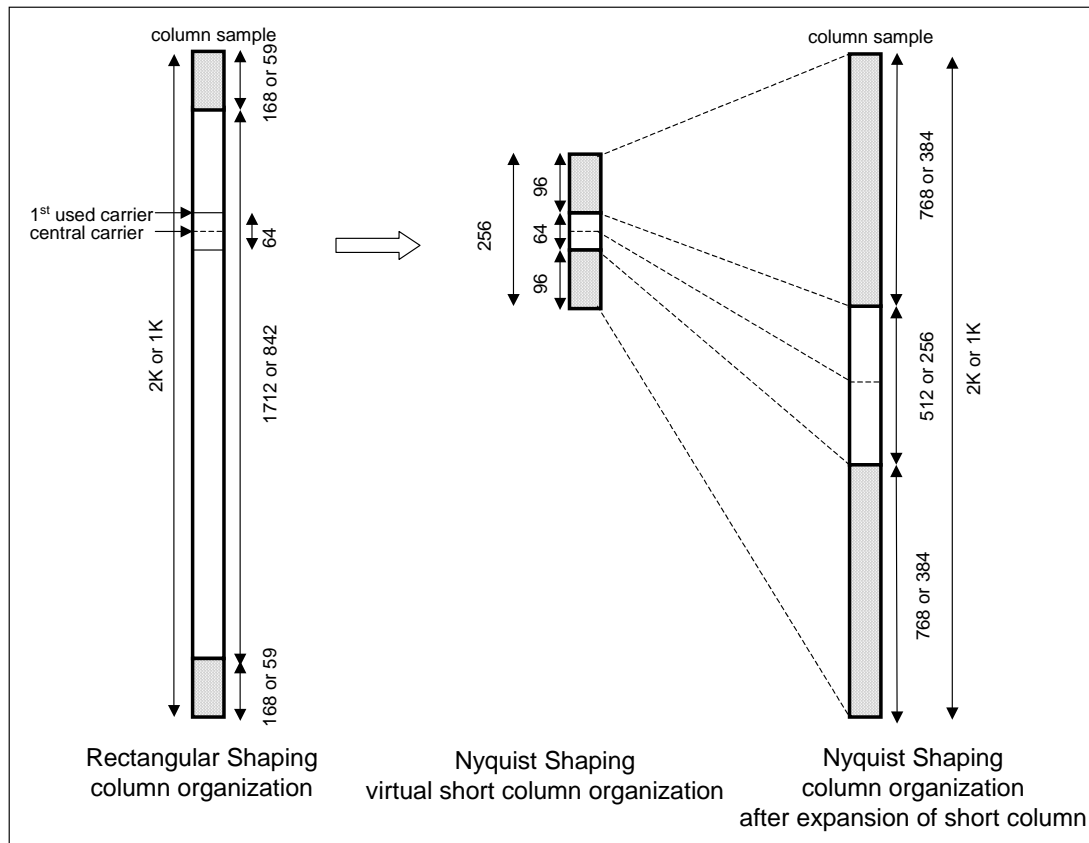 column sample
168 or 59
1st used carrier
central carrier
64
2K or 1K
1712 or 842
168 or 59
Rectangular Shaping
column organization
256
96
64
96
Nyquist Shaping
virtual short column organization
column sample
768 or 384
512 or 256
2K or 1K
768 or 384
Nyquist Shaping
column organization
after expansion of short column